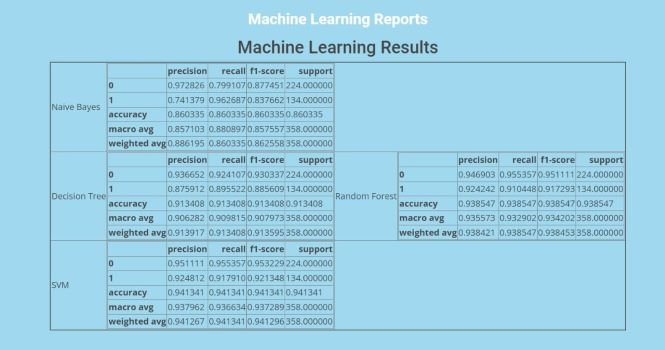 Machine Learning Reports
Machine Learning Results
precision recall f1-score support
0 0.972826 0.799107 0.877451 224.000000
Naive Bayes 1 0.741379 0.962687 0.837662 134.000000
accuracy 0.860335 0.860335 0.860335 0.860335
macro avg 0.857103 0.880897 0.857557 358.000000
weighted avg 0.886195 0.860335 0.862558 358.000000
precision recall f1-score support
0 0.936652 0.924107 0.930337 224.000000
Decision Tree 1 0.875912 0.895522 0.885609 134.000000
accuracy 0.913408 0.913408 0.913408 0.913408
macro avg 0.906282 0.909815 0.907973 358.000000
weighted avg 0.913917 0.913408 0.913595 358.000000
precision recall f1-score support
0 0.946903 0.955357 0.951111 224.000000
Random Forest 1 0.924242 0.910448 0.917293 134.000000
accuracy 0.938547 0.938547 0.938547 0.938547
macro avg 0.935573 0.932902 0.934202 358.000000
weighted avg 0.938421 0.938547 0.938453 358.000000
precision recall f1-score support
0 0.951111 0.955357 0.953229 224.000000
SVM 1 0.924812 0.917910 0.921348 134.000000
accuracy 0.941341 0.941341 0.941341 0.941341
macro avg 0.937962 0.936634 0.937289 358.000000
weighted avg 0.941267 0.941341 0.941296 358.000000